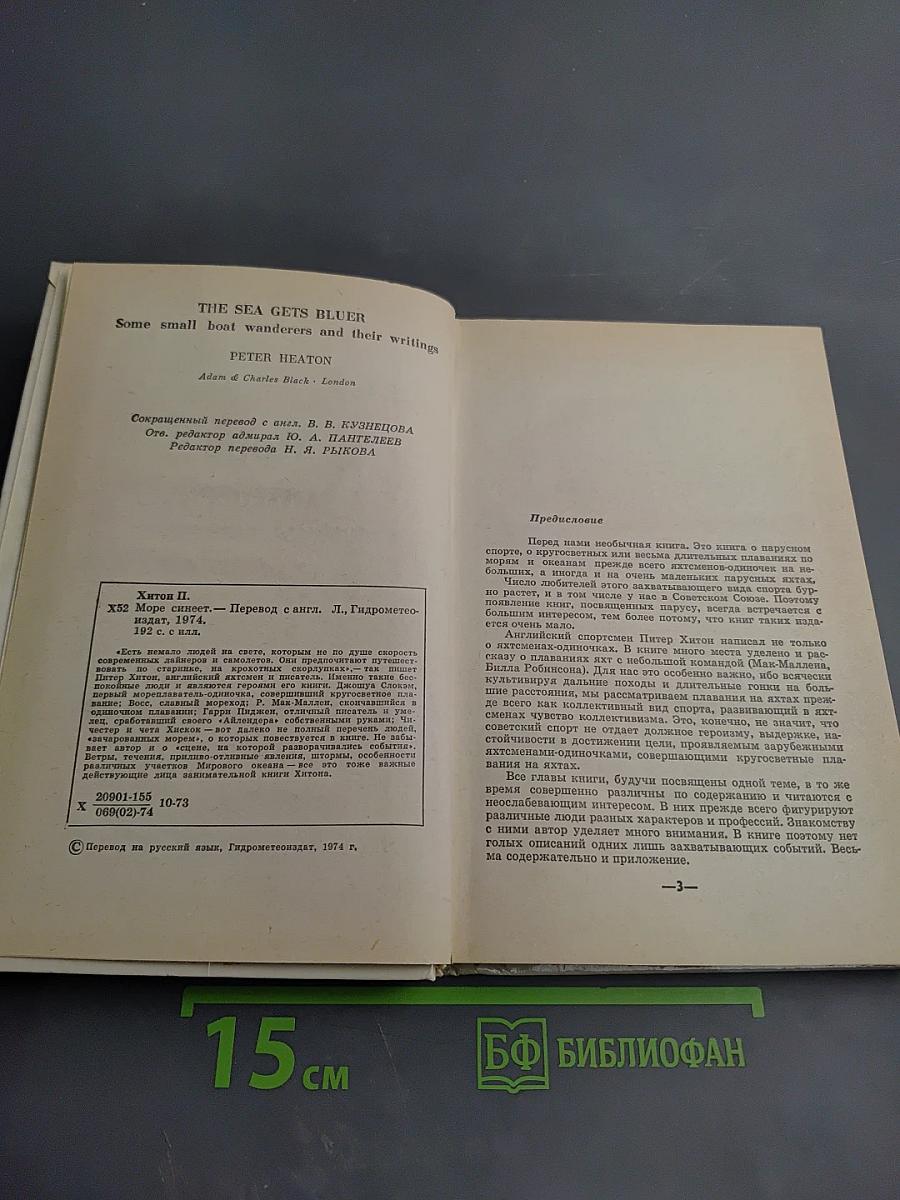 THE SEA GETS BLUER
Some small boat wanderers and their writings
PETER HEATON
Adam & Charles Black · London
Сокращенный перевод с англ. В. В. КУЗНЕЦОВА
Отв. редактор адмирал Ю. А. ПАНТЕЛЕЕВ
Редактор перевода Н. Я. РЫКОВА
Хитон П.
Х52 Море синеет.— Перевод с англ. Л., Гидрометео-
издат, 1974.
192 с. с илл.
«Есть немало людей на свете, которым не по душе скорость
современных лайнеров и самолетов. Они предпочитают путешест-
вовать по старинке, на крохотных скорлупках»,— так пишет
Питер Хитон, английский яхтсмен и писатель. Именно такие бес-
покойные люди и являются героями его книги. Джошуа Слокэм,
первый мореплаватель-одиночка, совершивший кругосветное пла-
вание; Восс, славный мореход; Р. Мак-Маллен, скончавшийся в
одиночном плавании; Гарри Пиджен, отличный писатель и уме-
лец, сработавший своего «Айлендера» собственными руками; Чи-
честер и чета Хискок — вот далеко не полный перечень людей,
«зачарованных морем», о которых повествуется в книге. Не забы-
вает автор и о «сцене, на которой разворачивались события».
Ветры, течения, приливо-отливные явления, штормы, особенности
различных участков Мирового океана — все это тоже важные
действующие лица занимательной книги Хитона.
Х 20901-155 10-73
069(02)-74
© Перевод на русский язык, Гидрометеоиздат, 1974 г.
Предисловие
Перед нами необычная книга. Это книга о парусном
спорте, о кругосветных или весьма длительных плаваниях по
морям и океанам прежде всего яхтсменов-одиночек на не-
больших, а иногда и на очень маленьких парусных яхтах.
Число любителей этого захватывающего вида спорта бур-
но растет, и в том числе у нас в Советском Союзе. Поэтому
появление книг, посвященных парусу, всегда встречается с
большим интересом, тем более потому, что книг таких изда-
ется очень мало.
Английский спортсмен Питер Хитон написал не только
о яхтсменах-одиночках. В книге много места уделено и рас-
сказу о плаваниях яхт с небольшой командой (Мак-Маллена,
Билла Робинсона). Для нас это особенно важно, ибо всячески
культивируя дальние походы и длительные гонки на боль-
шие расстояния, мы рассматриваем плавания на яхтах преж-
де всего как коллективный вид спорта, развивающий в яхт-
сменах чувство коллективизма. Это, конечно, не значит, что
советский спорт не отдает должное героизму, выдержке, на-
стойчивости в достижении цели, проявляемым зарубежными
яхтсменами-одиночками, совершающими кругосветные пла-
вания на яхтах.
Все главы книги, будучи посвящены одной теме, в то же
время совершенно различны по содержанию и читаются с
неослабевающим интересом. В них прежде всего фигурируют
различные люди разных характеров и профессий. Знакомству
с ними автор уделяет много внимания. В книге поэтому нет
голых описаний одних лишь захватывающих событий. Весь-
ма содержательно и приложение.
—3—
15 см
БФ БИБЛИОФАН